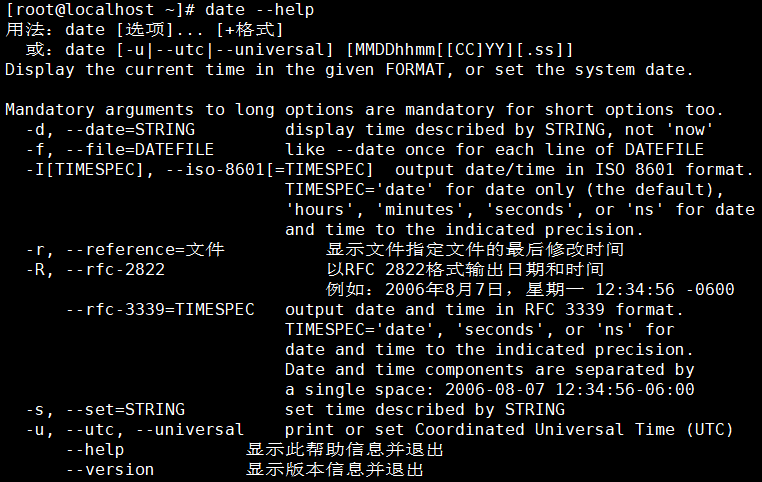 [root@localhost ~]# date --help
用法：date [选项]... [+格式]
　或：date [-u|--utc|--universal] [MMDDhhmm[[CC]YY][.ss]]
Display the current time in the given FORMAT, or set the system date.

Mandatory arguments to long options are mandatory for short options too.
  -d, --date=STRING         display time described by STRING, not 'now'
  -f, --file=DATEFILE       like --date once for each line of DATEFILE
  -I[TIMESPEC], --iso-8601[=TIMESPEC]  output date/time in ISO 8601 format.
                            TIMESPEC='date' for date only (the default),
                            'hours', 'minutes', 'seconds', or 'ns' for date
                            and time to the indicated precision.
  -r, --reference=文件          显示文件指定文件的最后修改时间
  -R, --rfc-2822                以RFC 2822格式输出日期和时间
                                例如：2006年8月7日，星期一 12:34:56 -0600
      --rfc-3339=TIMESPEC   output date and time in RFC 3339 format.
                            TIMESPEC='date', 'seconds', or 'ns' for
                            date and time to the indicated precision.
                            Date and time components are separated by
                            a single space: 2006-08-07 12:34:56-06:00
  -s, --set=STRING          set time described by STRING
  -u, --utc, --universal    print or set Coordinated Universal Time (UTC)
      --help            显示此帮助信息并退出
      --version         显示版本信息并退出